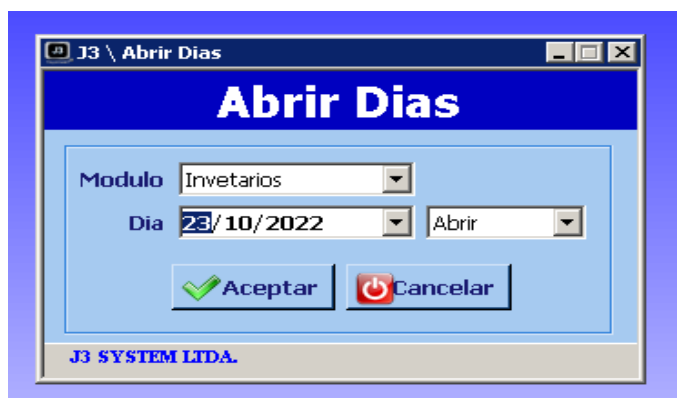 J3 \ Abrir Dias
Abrir Dias
Modulo Invetarios
Dia 23/10/2022 Abrir
Aceptar Cancelar
J3 SYSTEM LTDA.